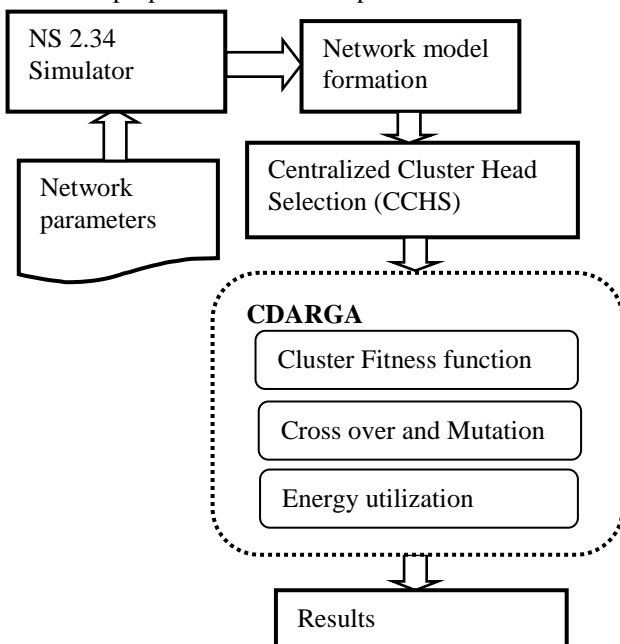 NS 2.34
Simulator
Network model
formation
Network
parameters
Centralized Cluster Head
Selection (CCHS)
CDARGA
Cluster Fitness function
Cross over and Mutation
Energy utilization
Results